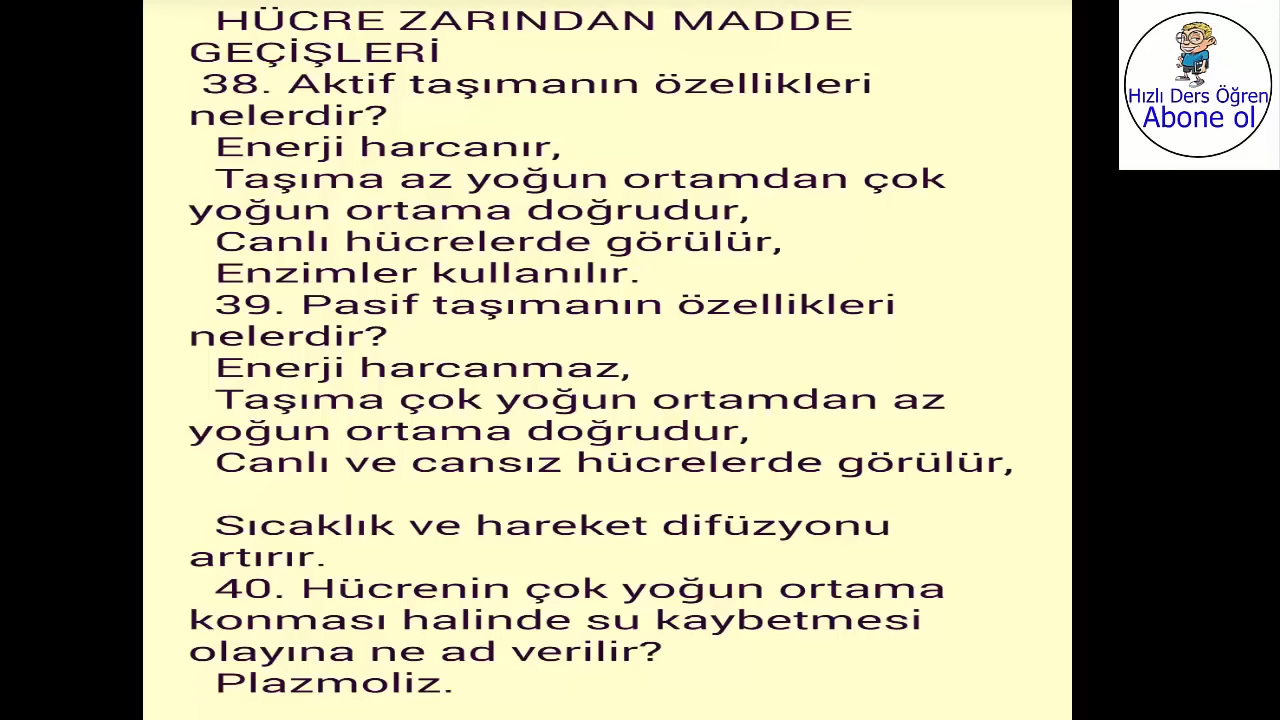 HÜCRE ZARINDAN MADDE
GEÇİŞLERİ
38. Aktif taşımanın özellikleri
nelerdir?
Enerji harcanır,
Taşıma az yoğun ortamdan çok
yoğun ortama doğrudur,
Canlı hücrelerde görülür,
Enzimler kullanılır.
39. Pasif taşımanın özellikleri
nelerdir?
Enerji harcanmaz,
Taşıma çok yoğun ortamdan az
yoğun ortama doğrudur,
Canlı ve cansız hücrelerde görülür,
Sıcaklık ve hareket difüzyonu
artırır.
40. Hücrenin çok yoğun ortama
konması halinde su kaybetmesi
olayına ne ad verilir?
Plazmoliz.
Hızlı Ders Öğren
Abone ol